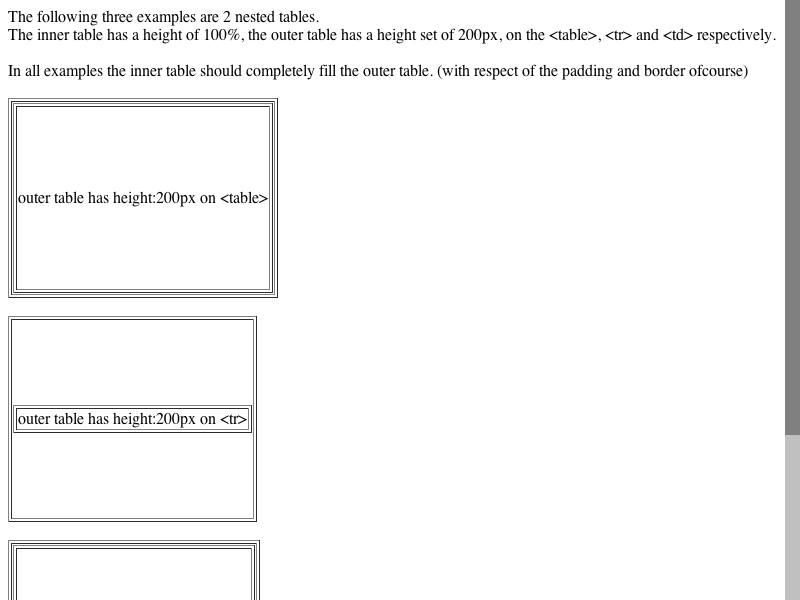 The following three examples are 2 nested tables.
The inner table has a height of 100%, the outer table has a height set of 200px, on the <table>, <tr> and <td> respectively.
In all examples the inner table should completely fill the outer table. (with respect of the padding and border ofcourse)
outer table has height:200px on <table>
outer table has height:200px on <tr>